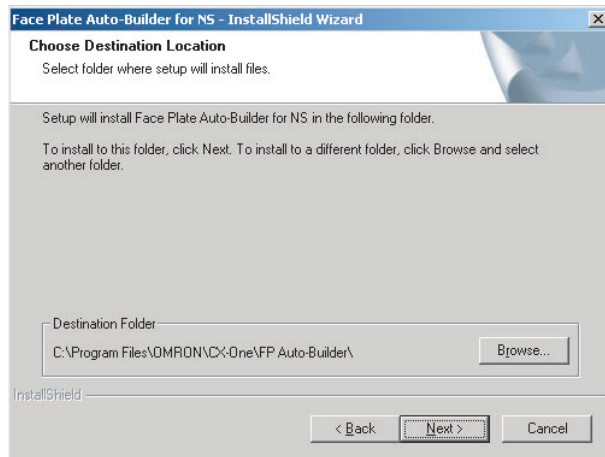 Face Plate Auto-Builder for NS - InstallShield Wizard
Choose Destination Location
Select folder where setup will install files.
Setup will install Face Plate Auto-Builder for NS in the following folder.
To install to this folder, click Next. To install to a different folder, click Browse and select
another folder.
Destination Folder
C:\Program Files\OMRON\CX-One\FP Auto-Builder\
Browse...
InstallShield
< Back
Next >
Cancel